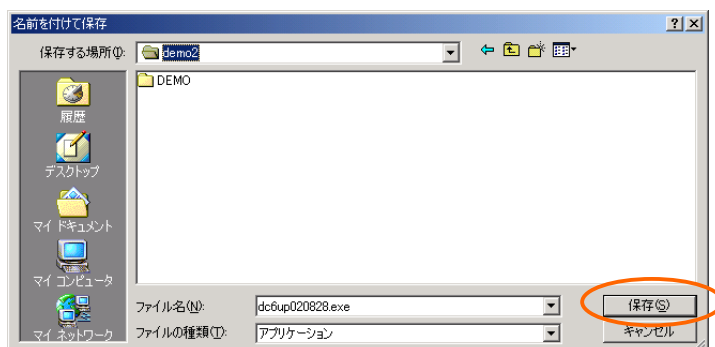 名前を付けて保存
保存する場所(I): demo2
DEMO
履歴
デスクトップ
マイ ドキュメント
マイ コンピュータ
マイ ネットワーク
ファイル名(N): dc6up020828.exe 保存(S)
ファイルの種類(T): アプリケーション キャンセル